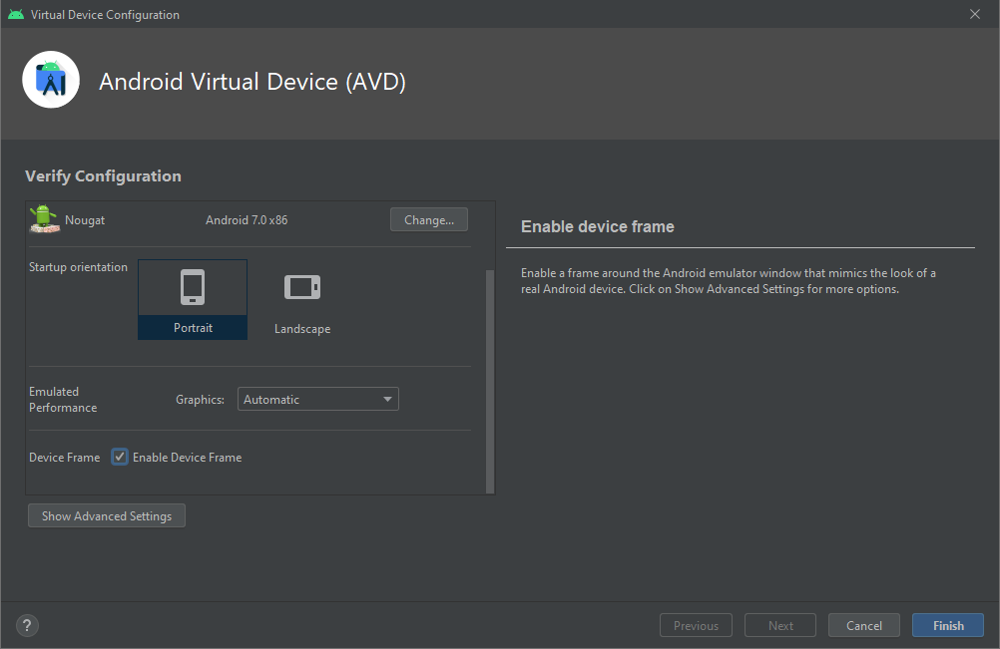 Virtual Device Configuration
Android Virtual Device (AVD)
Verify Configuration
Nougat Android 7.0 x86 Change...
Startup orientation
Portrait
Landscape
Emulated
Performance
Graphics: Automatic
Device Frame Enable Device Frame
Show Advanced Settings
Enable device frame
Enable a frame around the Android emulator window that mimics the look of a
real Android device. Click on Show Advanced Settings for more options.
? Previous Next Cancel Finish